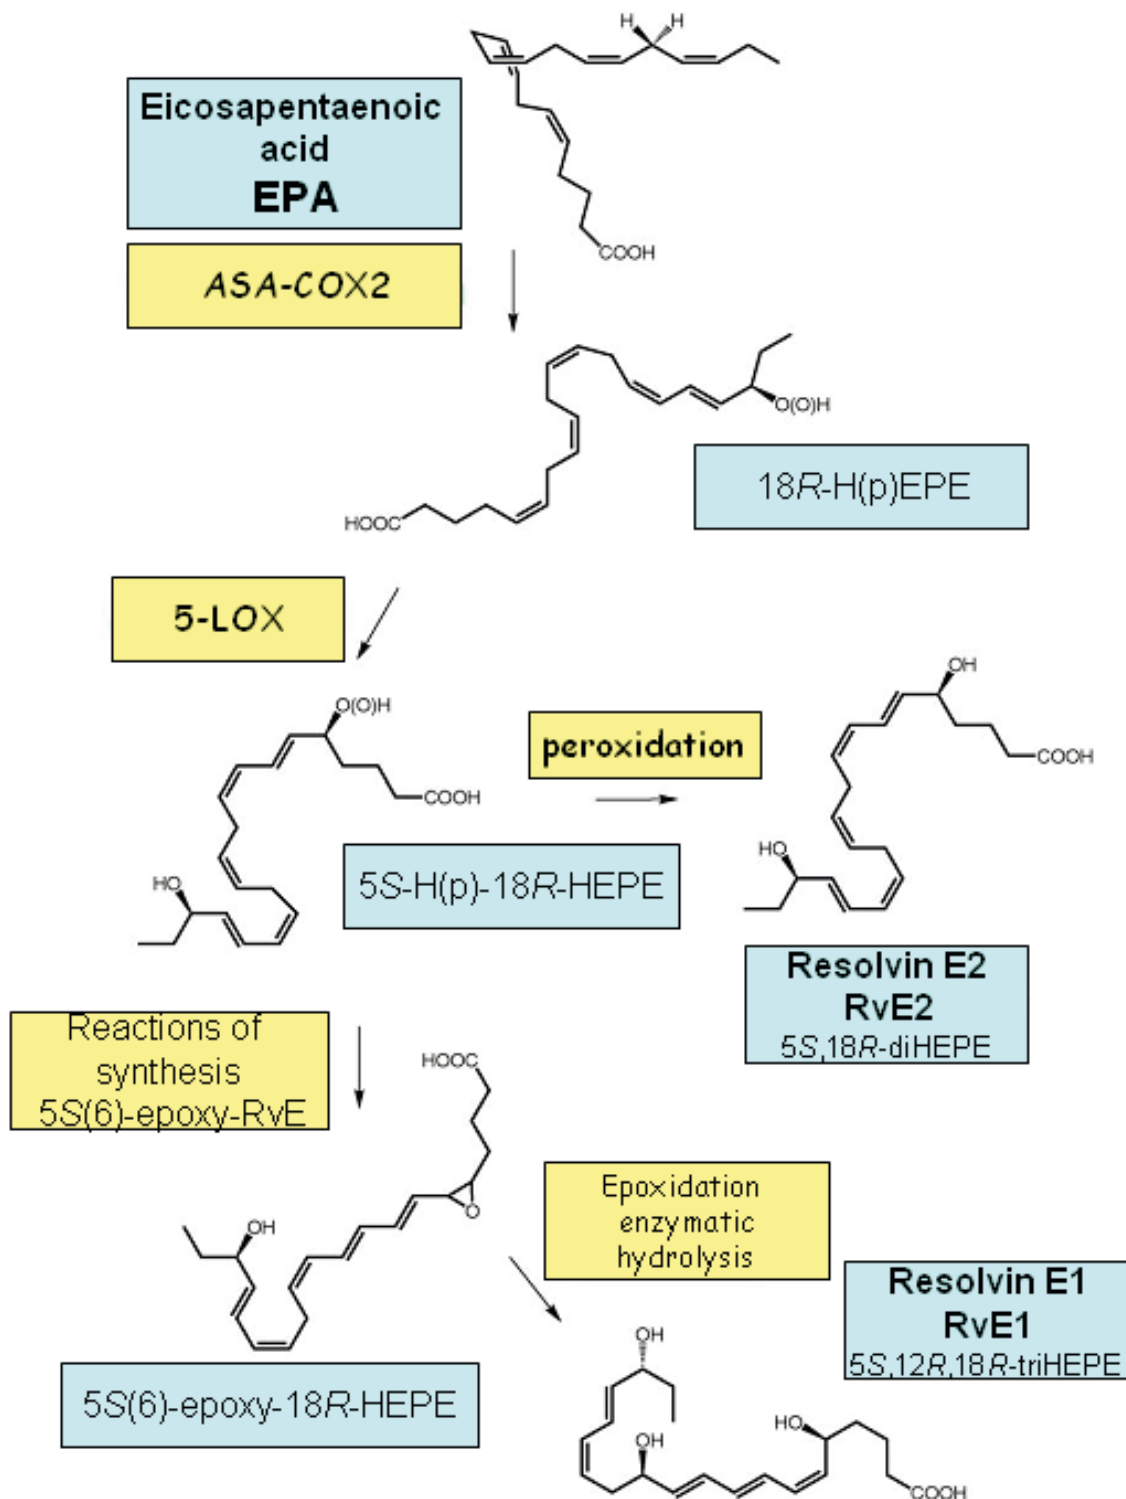 H H
Eicosapentaenoic
acid
EPA
COOH
ASA-COX2
O(O)H
18R-H(p)EPE
HOOC
5-LOX
OH
O(O)H
peroxidation
COOH
COOH
HO
5S-H(p)-18R-HEPE
HO
Resolvin E2
RvE2
5S,18R-diHEPE
Reactions of
synthesis
5S(6)-epoxy-RvE
HOOC
O
OH
Epoxidation
enzymatic
hydrolysis
Resolvin E1
RvE1
5S,12R,18R-triHEPE
OH
5S(6)-epoxy-18R-HEPE
HO
OH
COOH